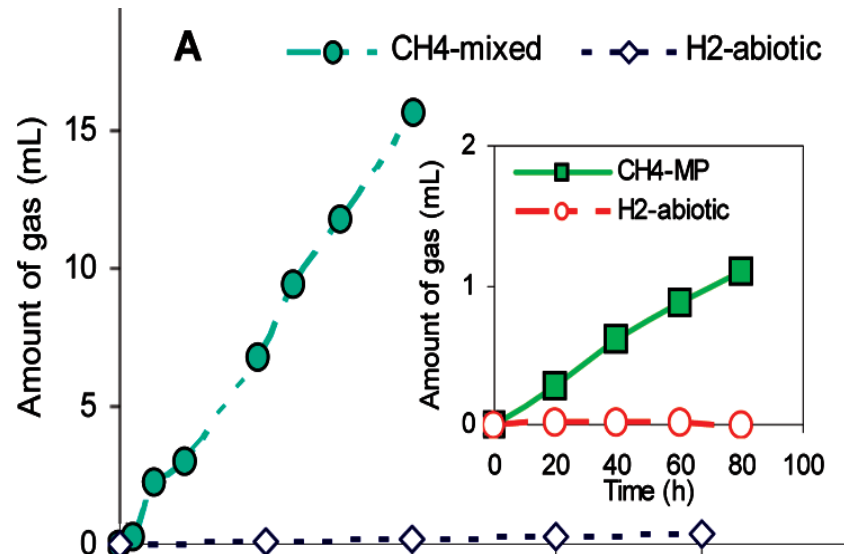 A
CH4-mixed
H2-abiotic
Amount of gas (mL)
15
10
5
0
2
1
0
Amount of gas (mL)
CH4-MP
H2-abiotic
0 20 40 60 80 100
Time (h)